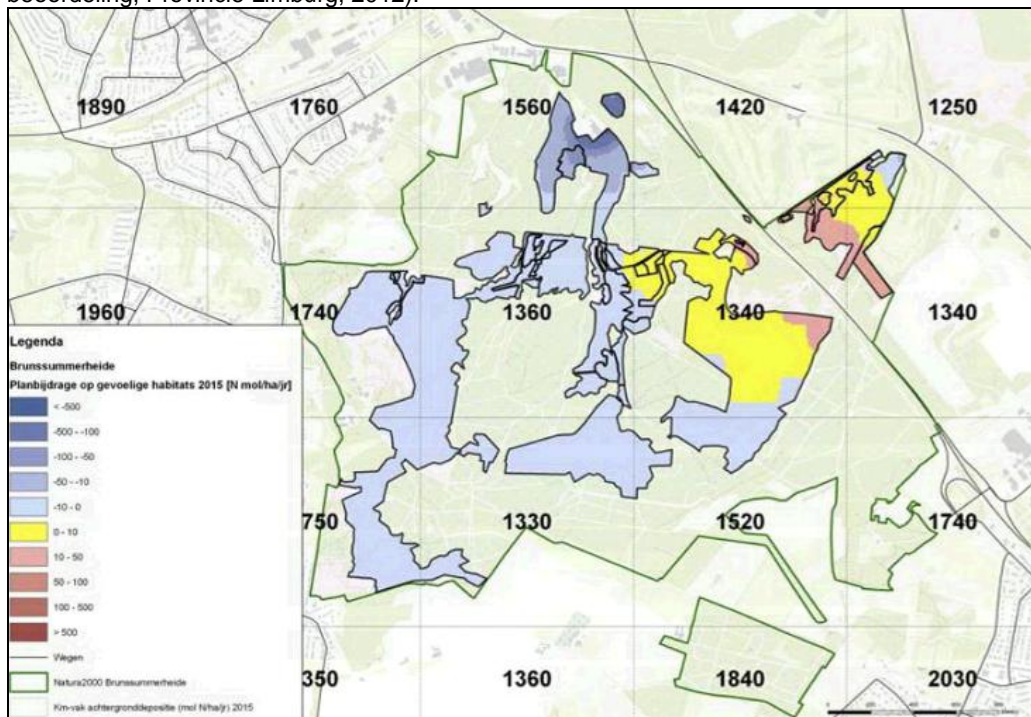 beoordeling, Provincie Limburg, 2012).
1890 1760 1560 1420 1250
1960 1740 1360 1340 1340
Legenda
Brunssummerheide
Planbijdrage op gevoelige habitats 2015 [N mol/ha/jr]
< -500
-500 - -100
-100 - -50
-50 - -10
-10 - 0
0 - 10
10 - 50
50 - 100
100 - 500
> 500
Wegen
Natura2000 Brunssummerheide
Km-vak achtergronddepositie (mol N/ha/jr) 2015
750 1330 1520 1740
350 1360 1840 2030